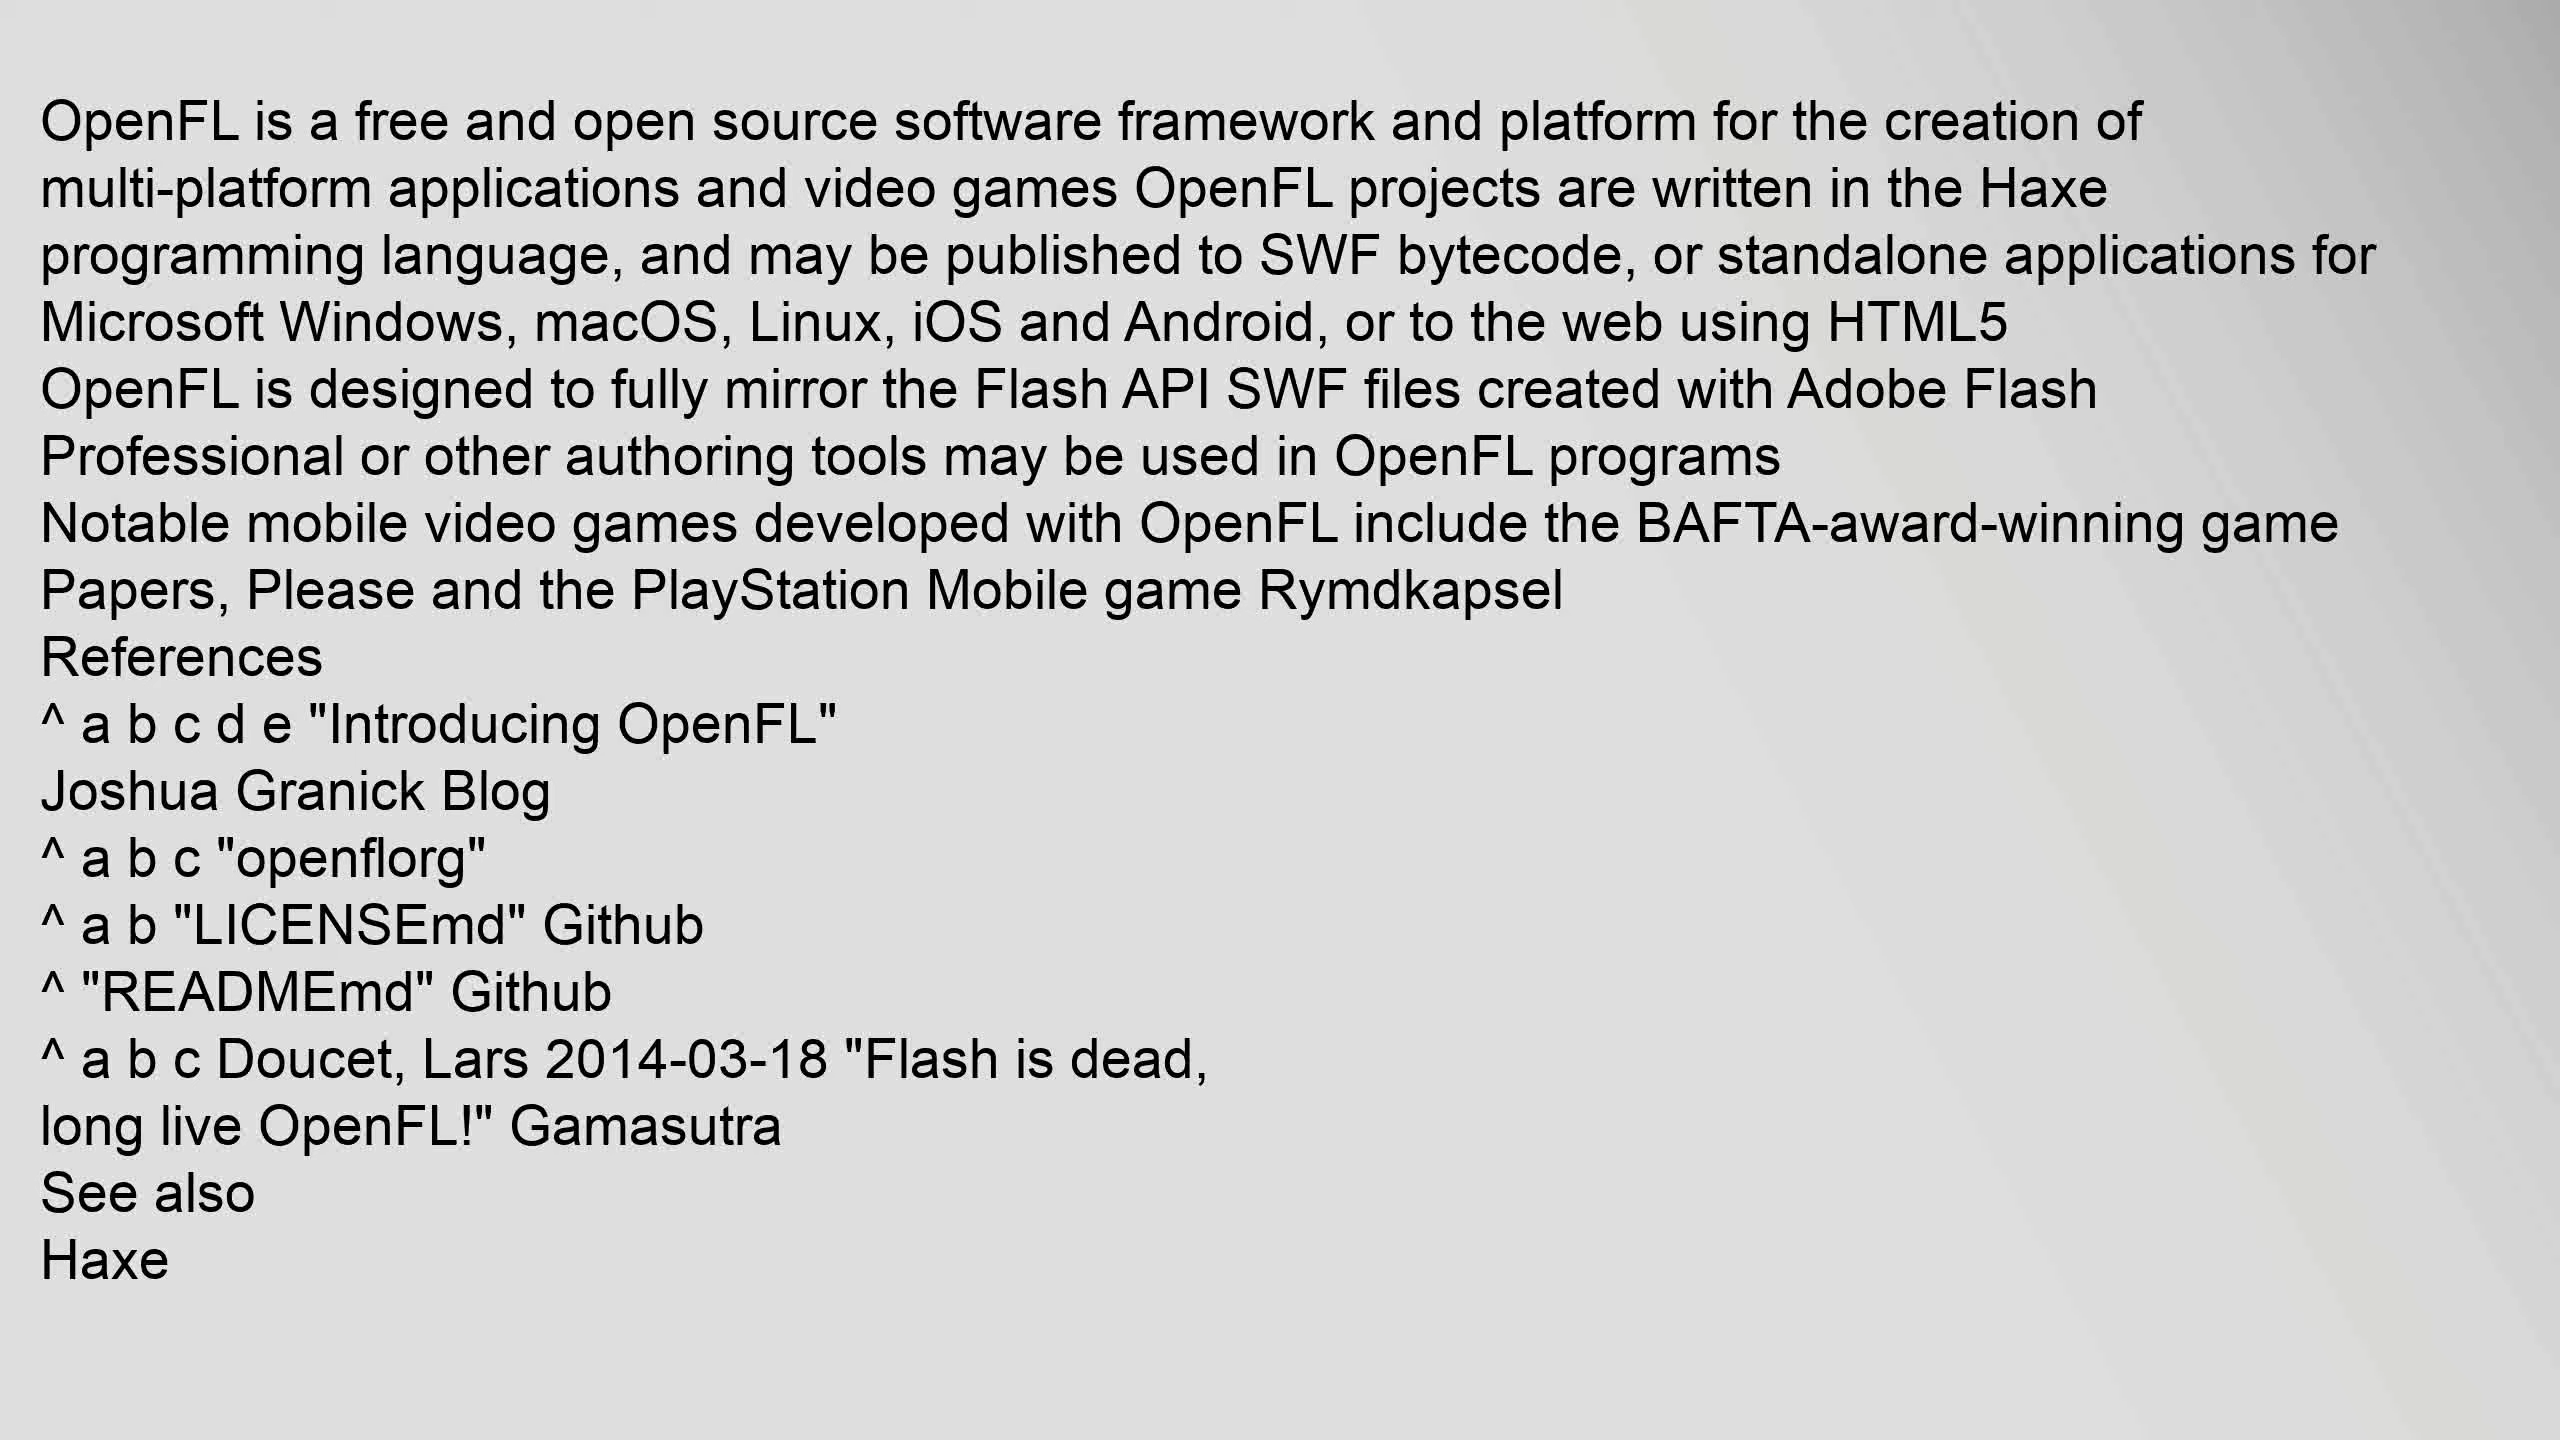 OpenFL is a free and open source software framework and platform for the creation of
multi-platform applications and video games OpenFL projects are written in the Haxe
programming language, and may be published to SWF bytecode, or standalone applications for
Microsoft Windows, macOS, Linux, iOS and Android, or to the web using HTML5
OpenFL is designed to fully mirror the Flash API SWF files created with Adobe Flash
Professional or other authoring tools may be used in OpenFL programs
Notable mobile video games developed with OpenFL include the BAFTA-award-winning game
Papers, Please and the PlayStation Mobile game Rymdkapsel
References
^ a b c d e "Introducing OpenFL"
Joshua Granick Blog
^ a b c "openflorg"
^ a b "LICENSEmd" Github
^ "READMEmd" Github
^ a b c Doucet, Lars 2014-03-18 "Flash is dead,
long live OpenFL!" Gamasutra
See also
Haxe